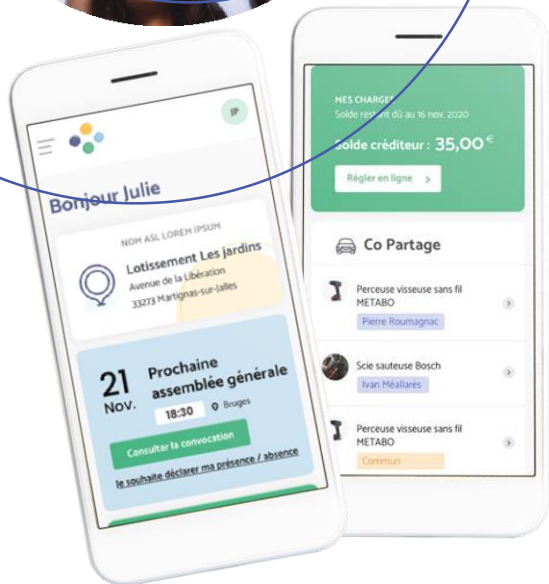 JP
Bonjour Julie
NOM ASL LOREM IPSUM
Lotissement Les jardins
Avenue de la Libération
33273 Martignas-sur-Jalles
21
Nov.
Prochaine
assemblée générale
18:30 Bruges
Consulter la convocation
Je souhaite déclarer ma présence / absence
MES CHARGES
Solde restant dû au 16 nov. 2020
Solde créditeur : 35,00 €
Régler en ligne >
Co Partage
Perceuse visseuse sans fil
METABO
Pierre Roumagnac
Scie sauteuse Bosch
Ivan Méallarès
Perceuse visseuse sans fil
METABO
Commun